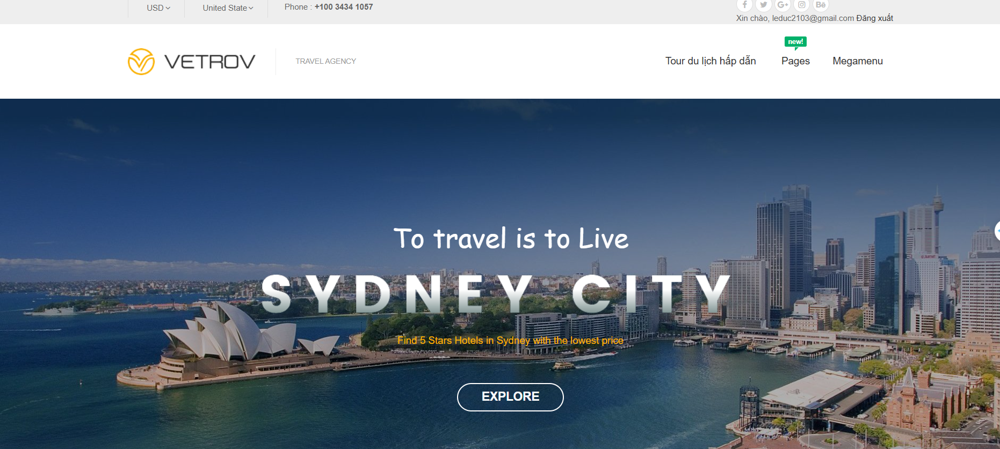 USD
United State
Phone : +100 3434 1057
Bē
Xin chào, leduc2103@gmail.com Đăng xuất
VETROV
TRAVEL AGENCY
new!
Tour du lịch hấp dẫn
Pages
Megamenu
To travel is to Live
SYDNEY CITY
Find 5 Stars Hotels in Sydney with the lowest price
EXPLORE